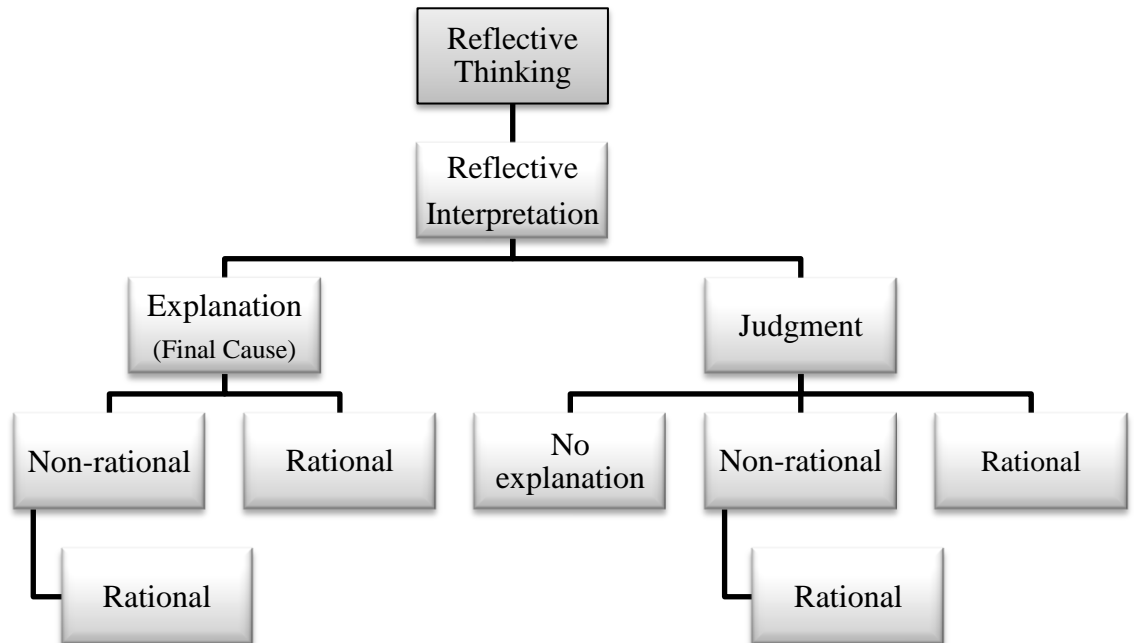 Reflective
Thinking
Reflective
Interpretation
Explanation
(Final Cause)
Judgment
Non-rational
Rational
No
explanation
Non-rational
Rational
Rational
Rational